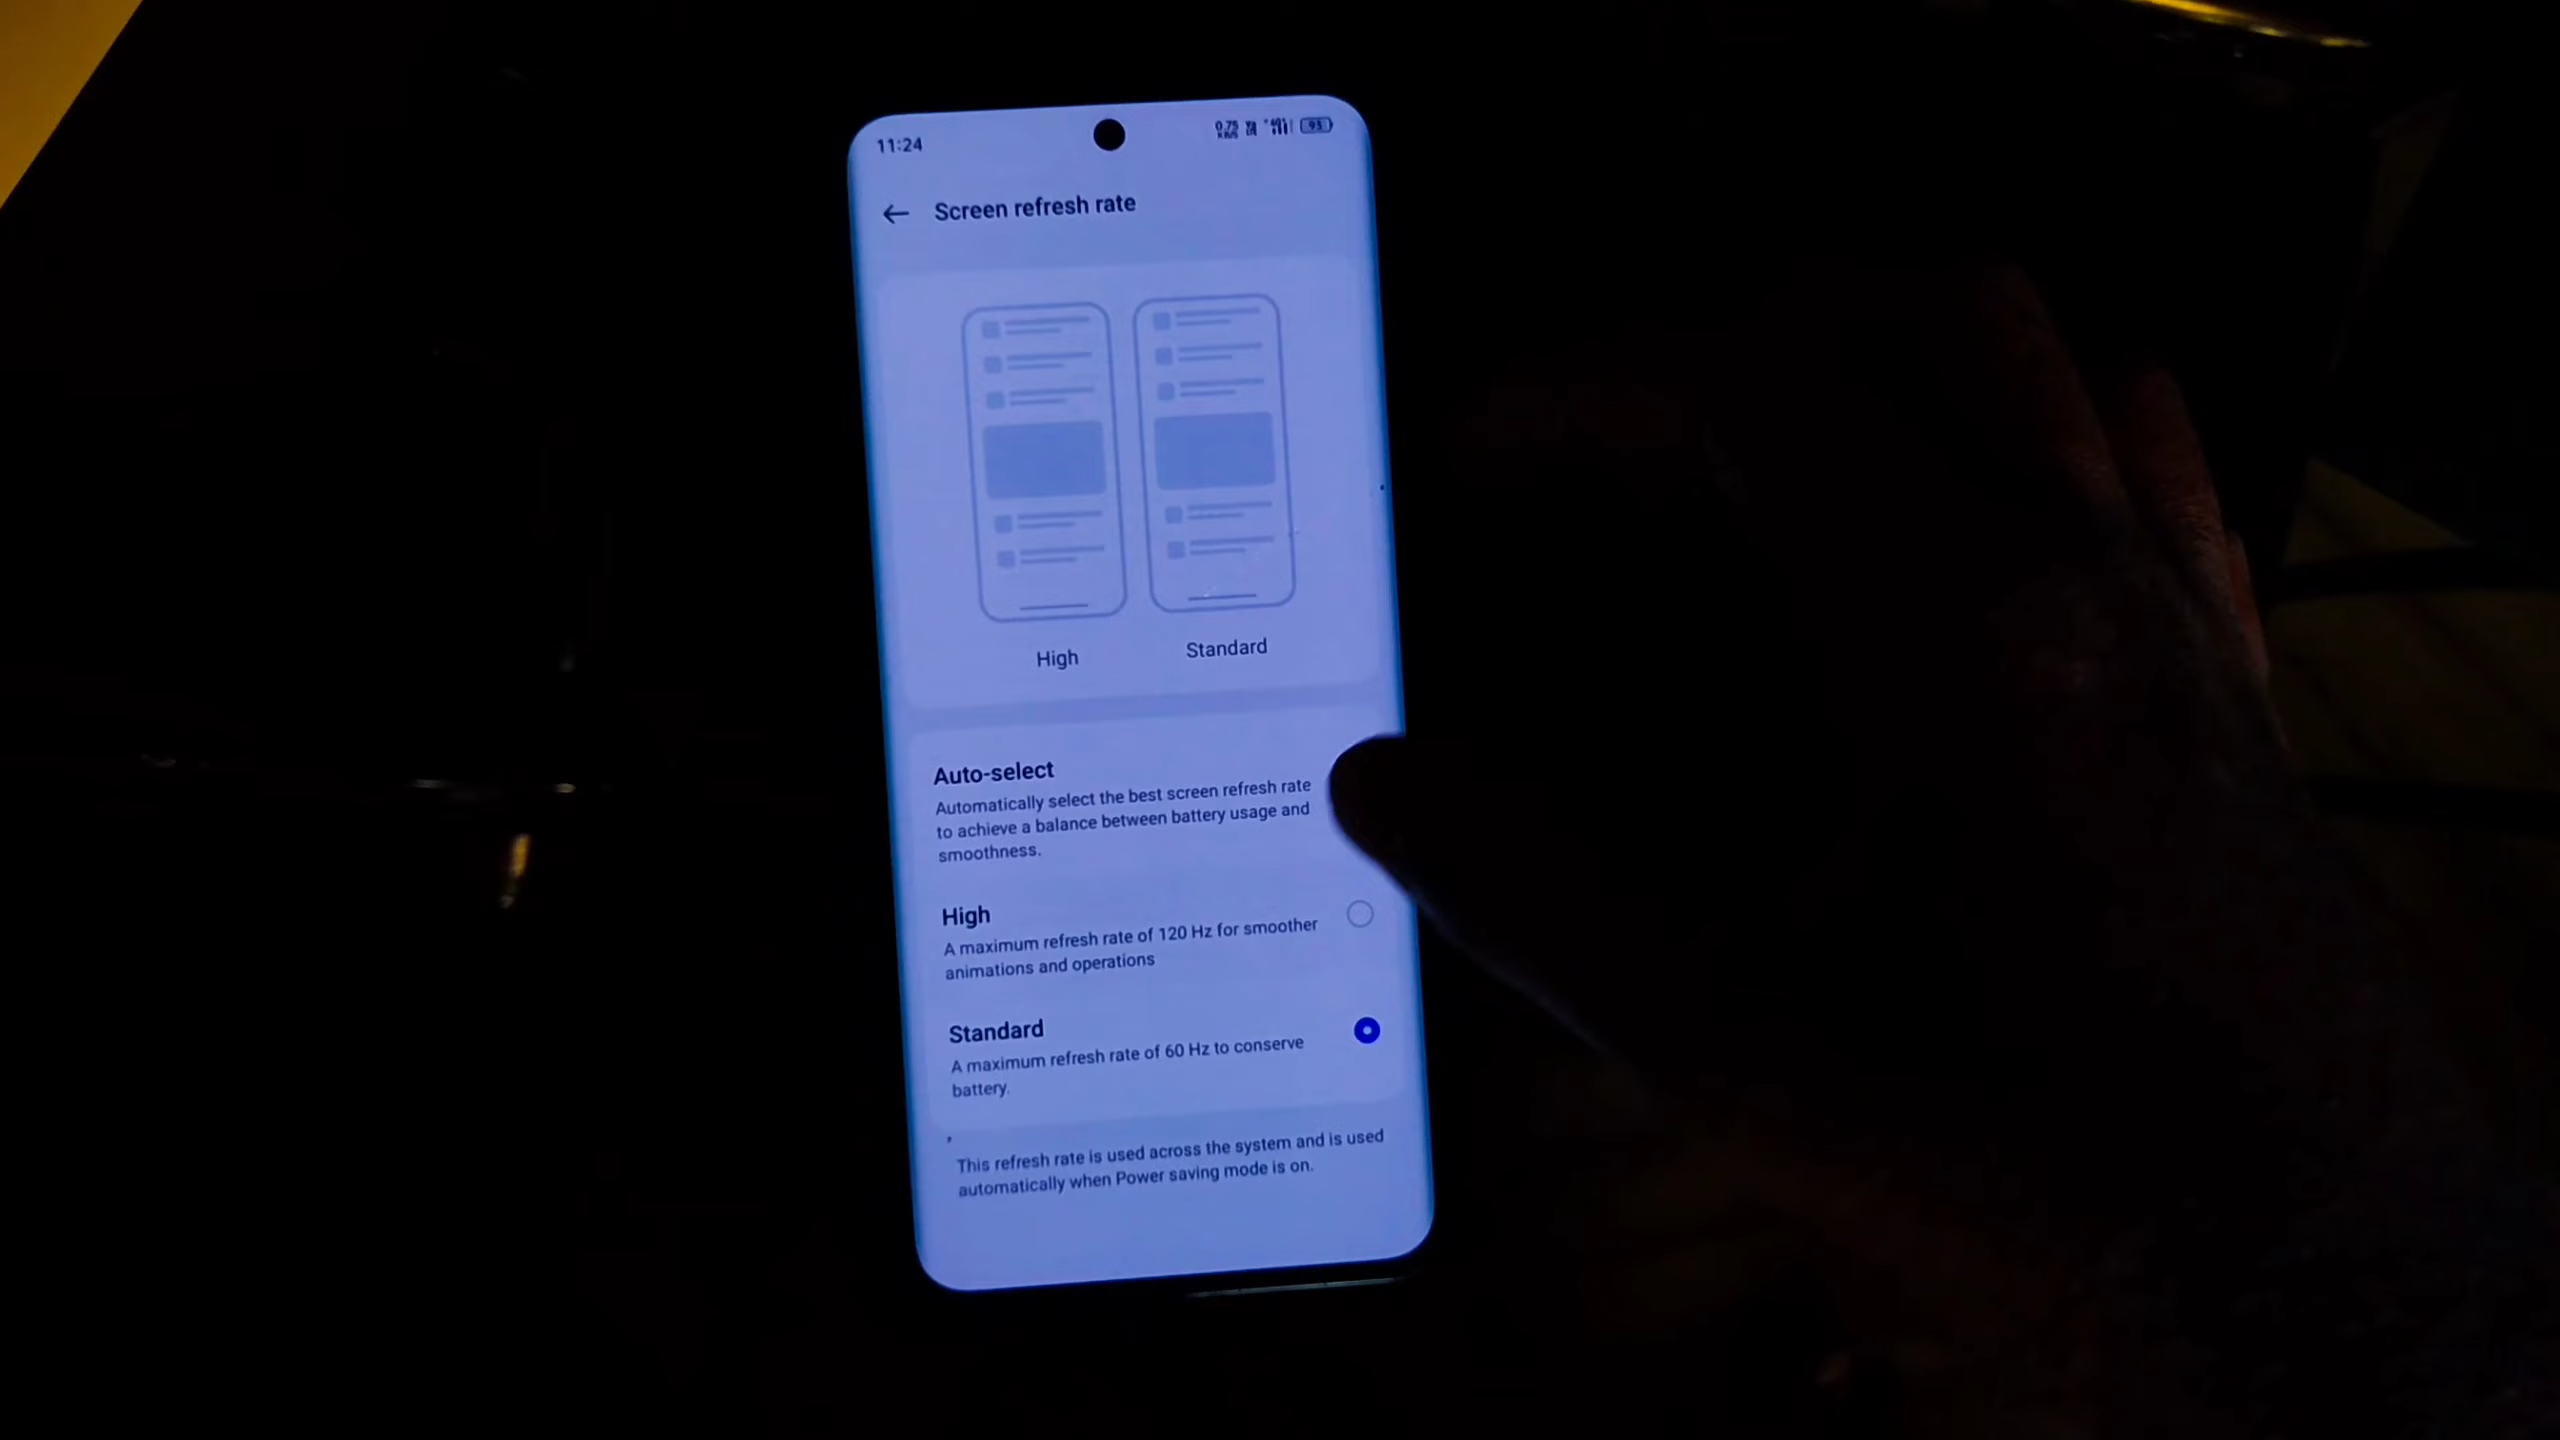 11:24
0.75
93
Screen refresh rate
High
Standard
Auto-select
Automatically select the best screen refresh rate
to achieve a balance between battery usage and
smoothness.
High
A maximum refresh rate of 120 Hz for smoother
animations and operations
Standard
A maximum refresh rate of 60 Hz to conserve
battery.
This refresh rate is used across the system and is used
automatically when Power saving mode is on.